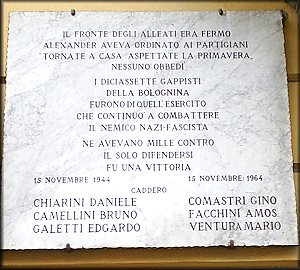 IL FRONTE DEGLI ALLEATI ERA FERMO
ALEXANDER AVEVA ORDINATO AI PARTIGIANI
TORNATE A CASA ASPETTATE LA PRIMAVERA
NESSUNO OBBEDÌ
I DICIASSETTE GAPPISTI
DELLA BOLOGNINA
FURONO DI QUELL'ESERCITO
CHE CONTINUÒ A COMBATTERE
IL NEMICO NAZI-FASCISTA
NE AVEVANO MILLE CONTRO
IL SOLO DIFENDERSI
FU UNA VITTORIA
15 NOVEMBRE 1944 15 NOVEMBRE 1964
CADDERO
CHIARINI DANIELE COMASTRI GINO
CAMELLINI BRUNO FACCHINI AMOS
GALETTI EDGARDO VENTURA MARIO